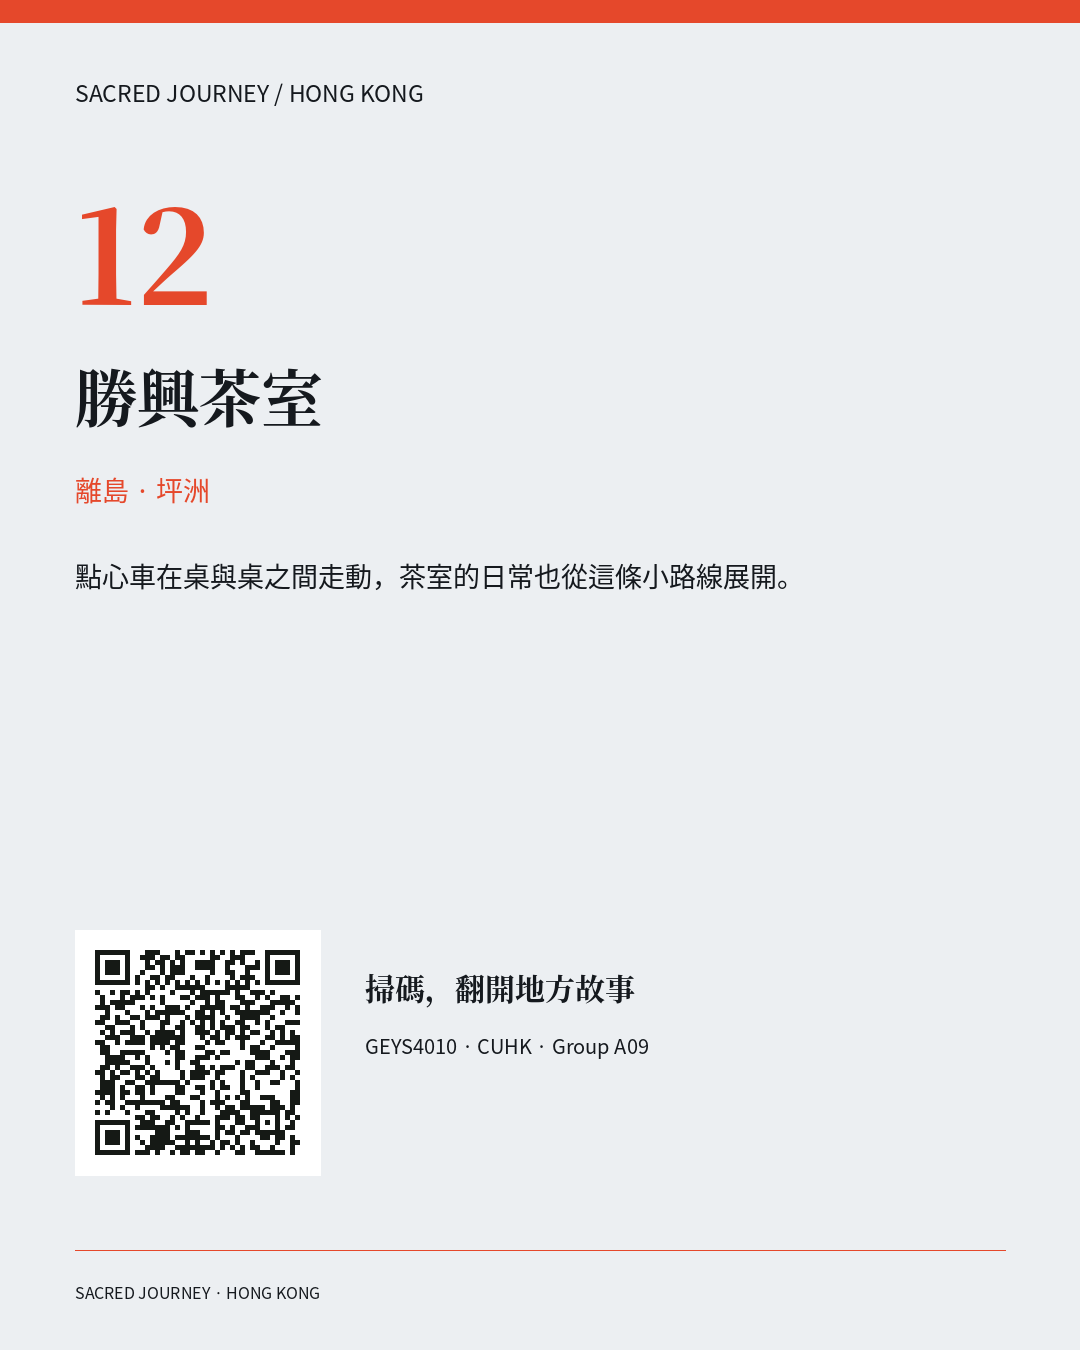 SACRED JOURNEY / HONG KONG
12
勝興茶室
離島 · 坪洲
點心車在桌與桌之間走動，茶室的日常也從這條小路線展開。
掃碼，翻開地方故事
GEYS4010 · CUHK · Group A09
SACRED JOURNEY · HONG KONG